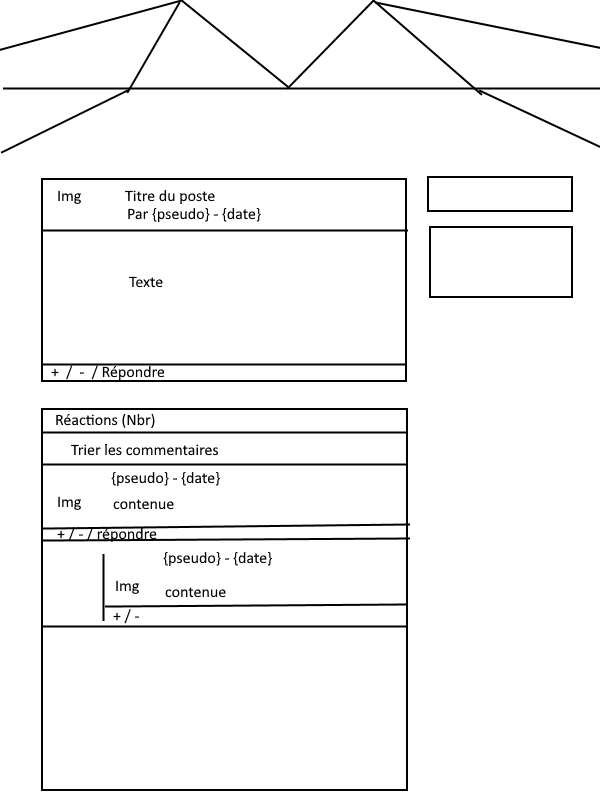 Img
Titre du poste
Par {pseudo} - {date}
Texte
+ / - / Répondre
Réactions (Nbr)
Trier les commentaires
{pseudo} - {date}
Img
contenue
+ / - / répondre
{pseudo} - {date}
Img
contenue
+ / -